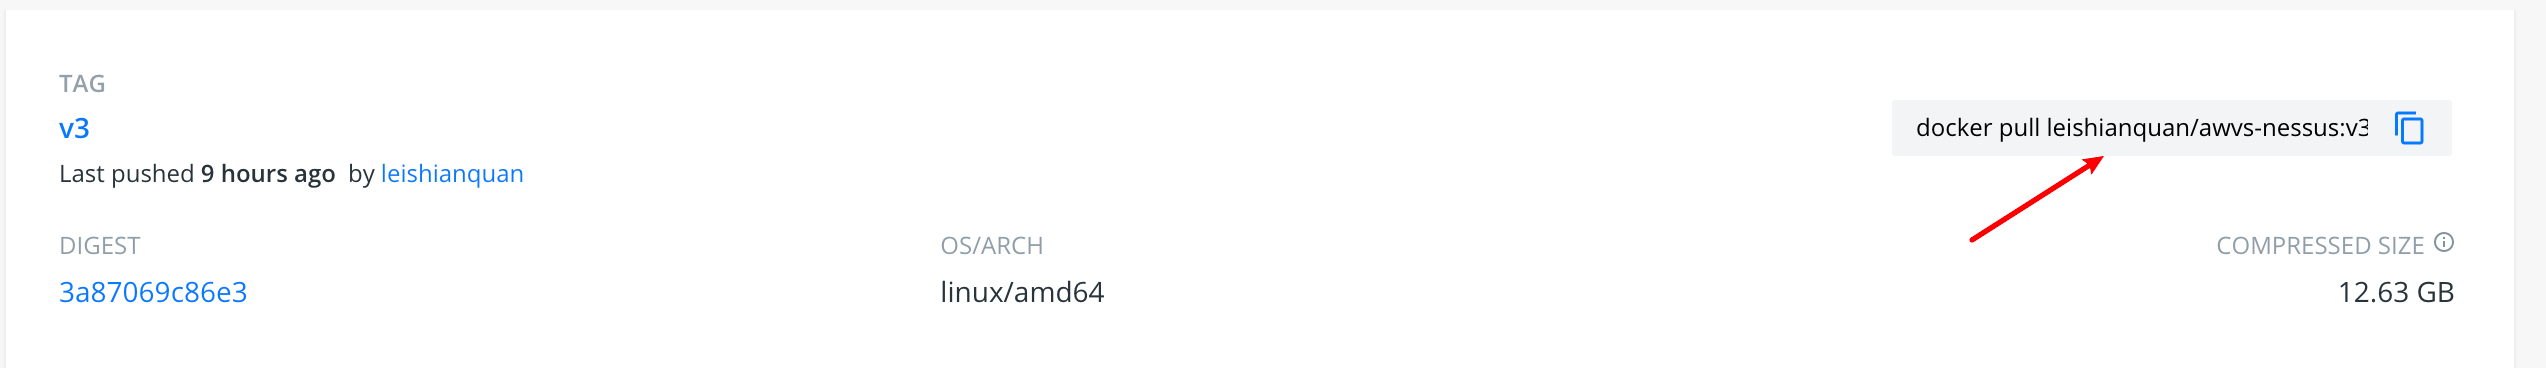 TAG
v3
docker pull leishianquan/awvs-nessus:v3
Last pushed 9 hours ago by leishianquan
DIGEST
OS/ARCH
COMPRESSED SIZE
3a87069c86e3
linux/amd64
12.63 GB